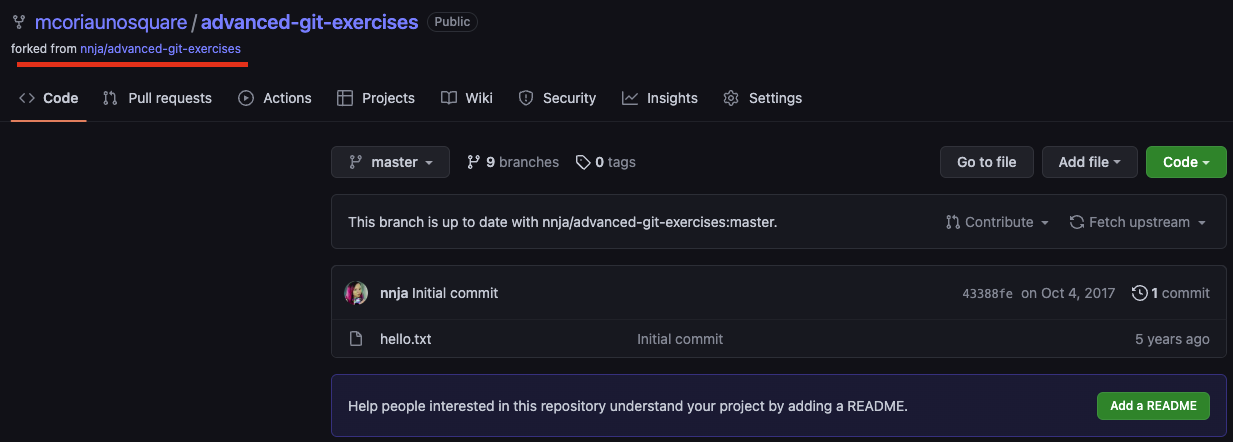 mcoriaunosquare / advanced-git-exercises Public
forked from nnja/advanced-git-exercises
Code Pull requests Actions Projects Wiki Security Insights Settings
master 9 branches 0 tags Go to file Add file Code
This branch is up to date with nnja/advanced-git-exercises:master. Contribute Fetch upstream
nnja Initial commit 43388fe on Oct 4, 2017 1 commit
hello.txt Initial commit 5 years ago
Help people interested in this repository understand your project by adding a README. Add a README